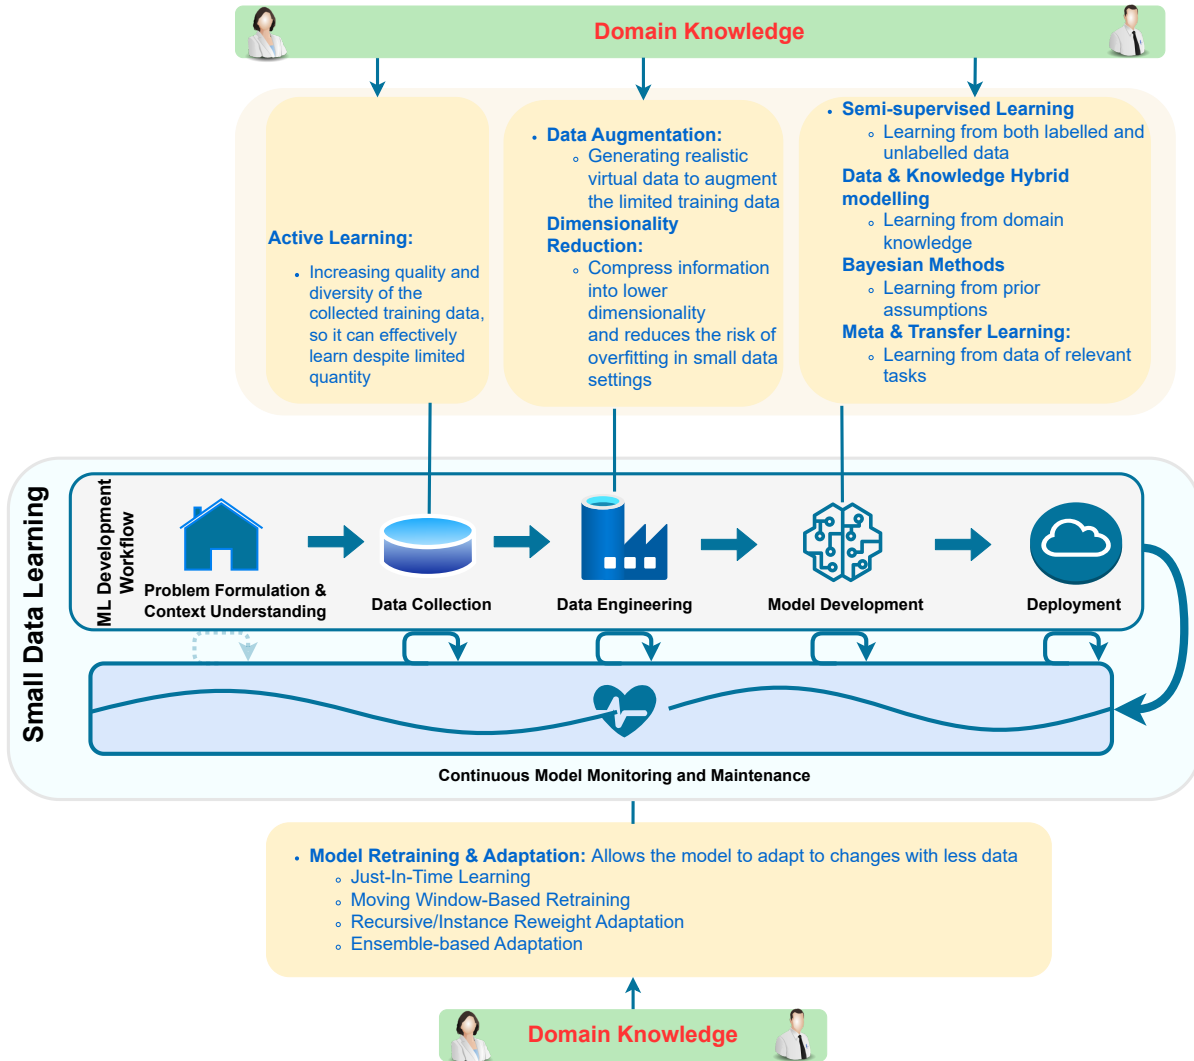 Domain Knowledge
Active Learning:
Increasing quality and
diversity of the
collected training data,
so it can effectively
learn despite limited
quantity
Data Augmentation:
Generating realistic
virtual data to augment
the limited training data
Dimensionality
Reduction:
Compress information
into lower
dimensionality
and reduces the risk of
overfitting in small data
settings
Semi-supervised Learning
Learning from both labelled and
unlabelled data
Data & Knowledge Hybrid
modelling
Learning from domain
knowledge
Bayesian Methods
Learning from prior
assumptions
Meta & Transfer Learning:
Learning from data of relevant
tasks
Small Data Learning
ML Development
Workflow
Problem Formulation &
Context Understanding
Data Collection
Data Engineering
Model Development
Deployment
Continuous Model Monitoring and Maintenance
Model Retraining & Adaptation: Allows the model to adapt to changes with less data
Just-In-Time Learning
Moving Window-Based Retraining
Recursive/Instance Reweight Adaptation
Ensemble-based Adaptation
Domain Knowledge